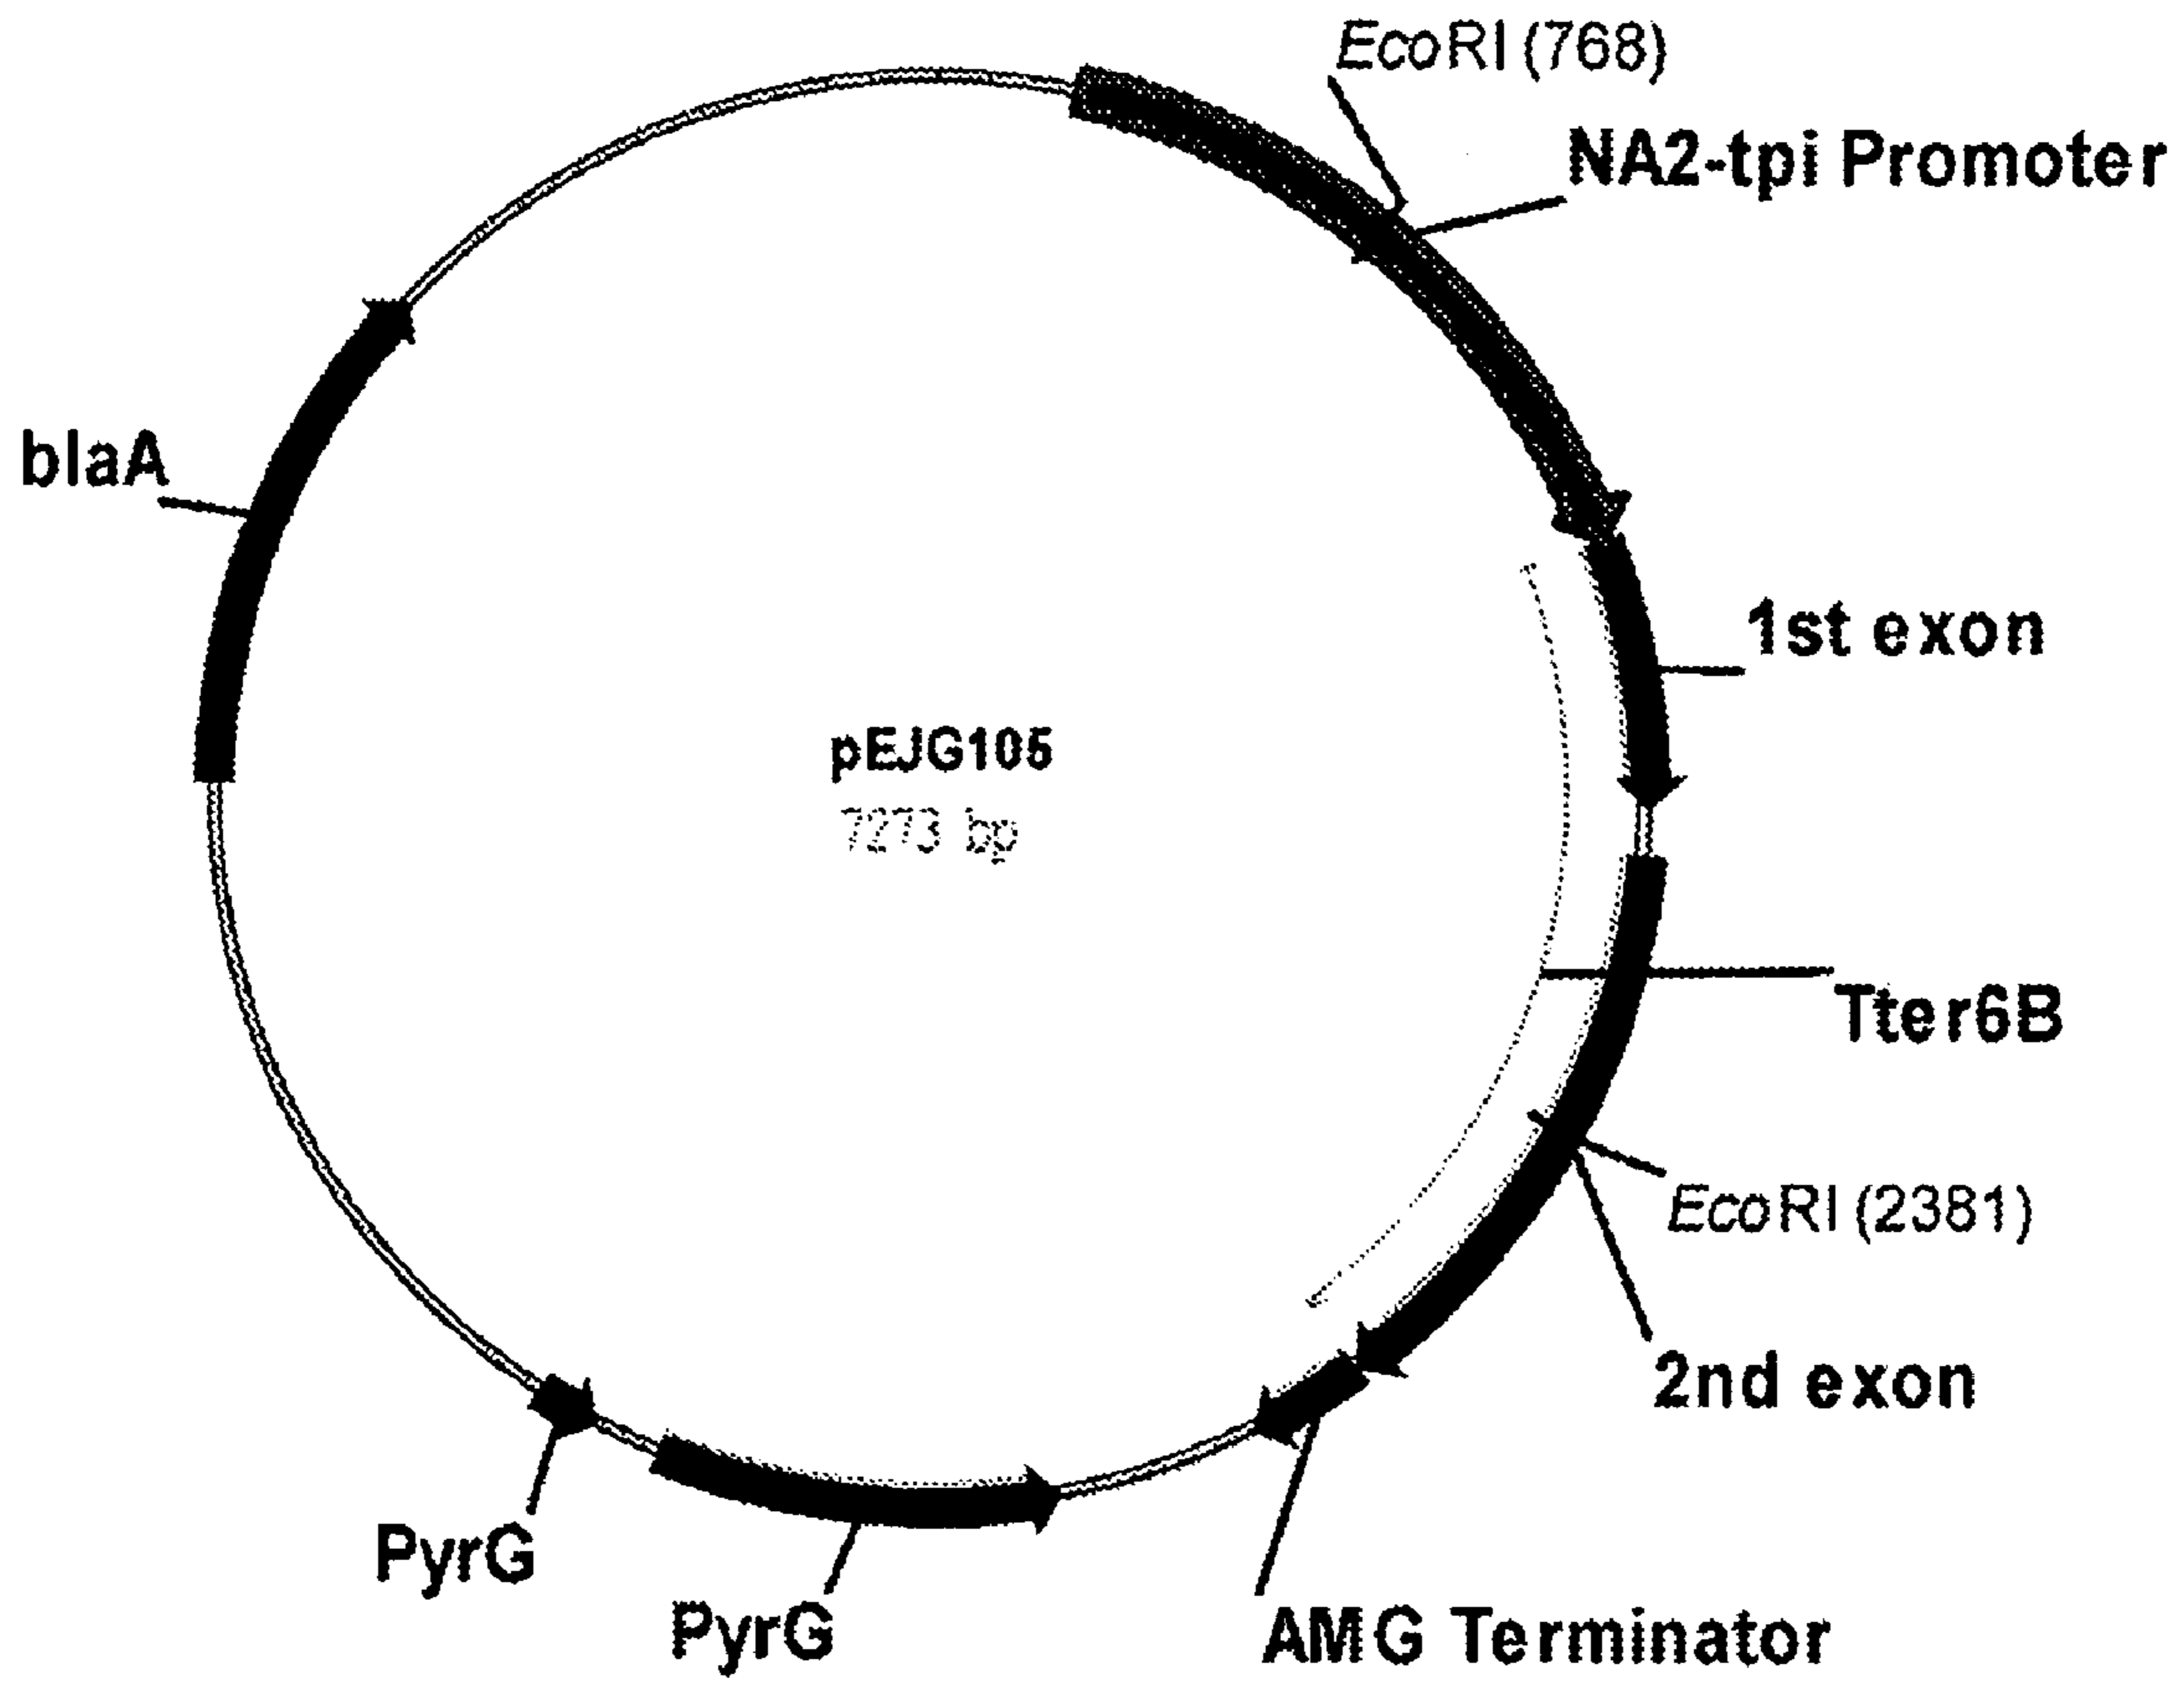 EcoRI (768)
NA2-tpi Promoter
blaA
1st exon
pEJG105
7273 bp
Tter6B
EcoRI (2381)
2nd exon
PyrG
PyrG
AMG Terminator